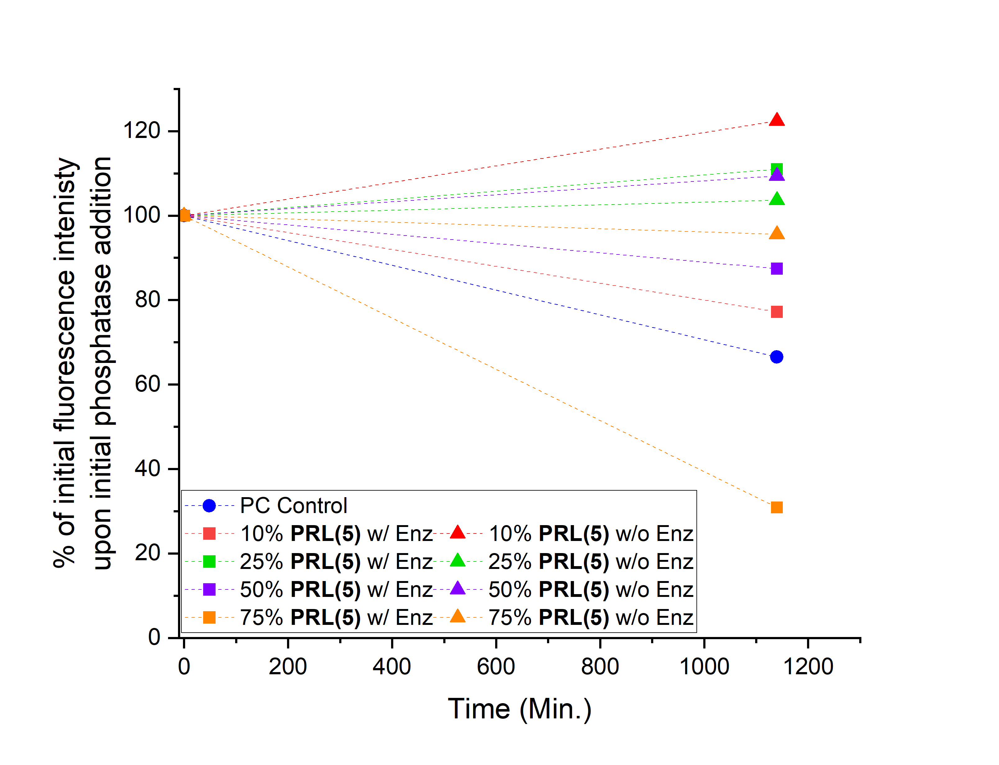 % of initial fluorescence intenisty
upon initial phosphatase addition
120
100
80
60
40
20
0
PC Control
10% PRL(5) w/ Enz 10% PRL(5) w/o Enz
25% PRL(5) w/ Enz 25% PRL(5) w/o Enz
50% PRL(5) w/ Enz 50% PRL(5) w/o Enz
75% PRL(5) w/ Enz 75% PRL(5) w/o Enz
0 200 400 600 800 1000 1200
Time (Min.)